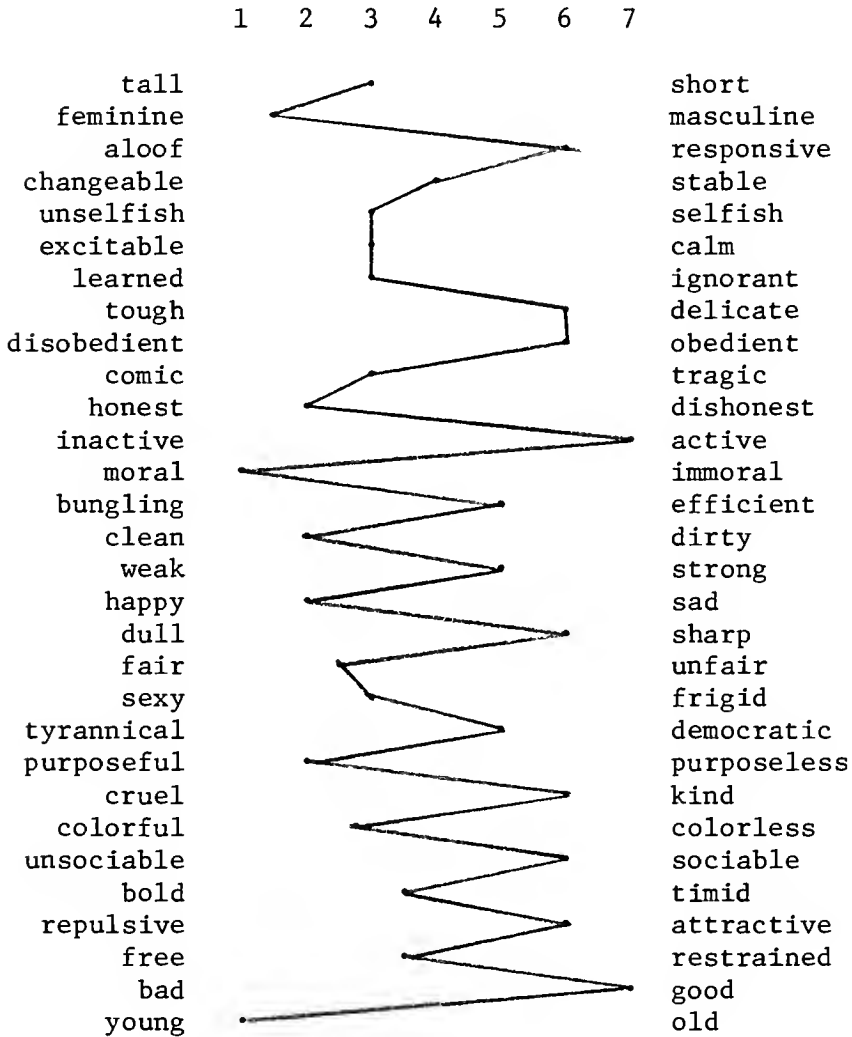 1 2 3 4 5 6 7
tall short
feminine masculine
aloof responsive
changeable stable
unselfish selfish
excitable calm
learned ignorant
tough delicate
disobedient obedient
comic tragic
honest dishonest
inactive active
moral immoral
bungling efficient
clean dirty
weak strong
happy sad
dull sharp
fair unfair
sexy frigid
tyrannical democratic
purposeful purposeless
cruel kind
colorful colorless
unsociable sociable
bold timid
repulsive attractive
free restrained
bad good
young old